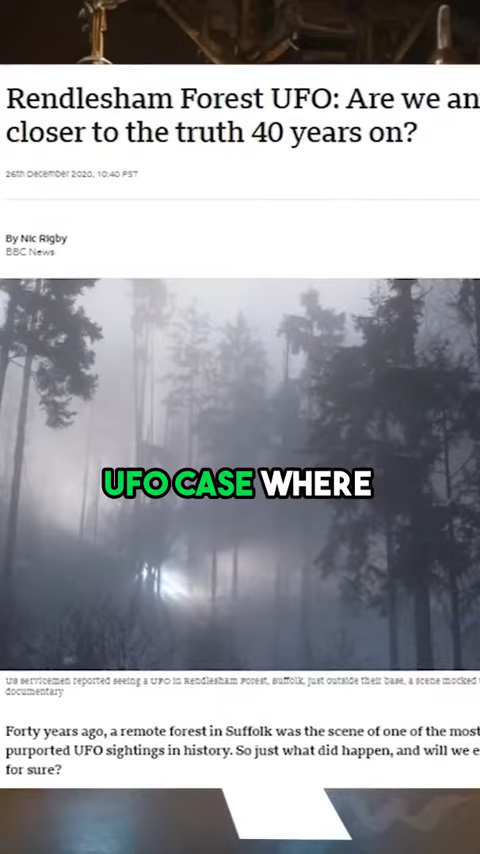 Rendlesham Forest UFO: Are we an
closer to the truth 40 years on?
26th December 2020, 10:40 PST
By Nic Rigby
BBC News
UFO CASE WHERE
US servicemen reported seeing a UFO in Rendlesham Forest, Suffolk, just outside their base, a scene mocked
documentary
Forty years ago, a remote forest in Suffolk was the scene of one of the most
purported UFO sightings in history. So just what did happen, and will we e
for sure?